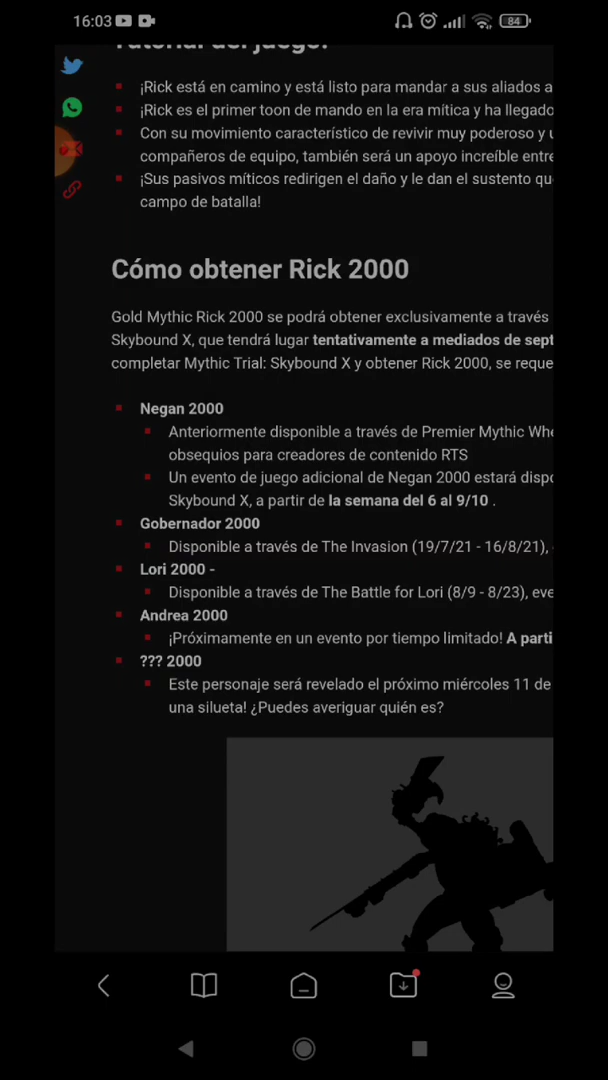 16:03
84
Tutorial del juego:
¡Rick está en camino y está listo para mandar a sus aliados a
¡Rick es el primer toon de mando en la era mítica y ha llegado
Con su movimiento característico de revivir muy poderoso y
compañeros de equipo, también será un apoyo increíble entre
¡Sus pasivos míticos redirigen el daño y le dan el sustento qu
campo de batalla!
Cómo obtener Rick 2000
Gold Mythic Rick 2000 se podrá obtener exclusivamente a través
Skybound X, que tendrá lugar tentativamente a mediados de sept
completar Mythic Trial: Skybound X y obtener Rick 2000, se reque
Negan 2000
Anteriormente disponible a través de Premier Mythic Whe
obsequios para creadores de contenido RTS
Un evento de juego adicional de Negan 2000 estará dispo
Skybound X, a partir de la semana del 6 al 9/10 .
Gobernador 2000
Disponible a través de The Invasion (19/7/21 - 16/8/21),
Lori 2000 -
Disponible a través de The Battle for Lori (8/9 - 8/23), eve
Andrea 2000
¡Próximamente en un evento por tiempo limitado! A parti
??? 2000
Este personaje será revelado el próximo miércoles 11 de
una silueta! ¿Puedes averiguar quién es?